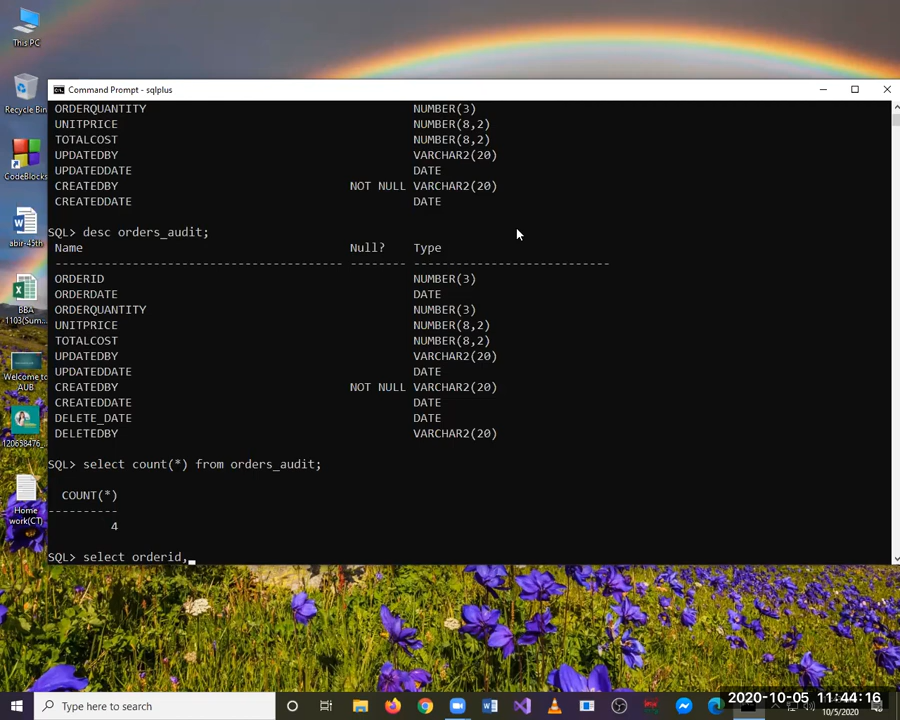 This PC
Recycle Bin
CodeBlocks
abir-45th
BBA
1103(Sum...
Welcome to
AUB
120658476_...
Home
work(CT)
Command Prompt - sqlplus
ORDERQUANTITY NUMBER(3)
UNITPRICE NUMBER(8,2)
TOTALCOST NUMBER(8,2)
UPDATEDBY VARCHAR2(20)
UPDATEDDATE DATE
CREATEDBY NOT NULL VARCHAR2(20)
CREATEDDATE DATE
SQL> desc orders_audit;
Name Null? Type
----------------------------------------- -------- ----------------------------
ORDERID NUMBER(3)
ORDERDATE DATE
ORDERQUANTITY NUMBER(3)
UNITPRICE NUMBER(8,2)
TOTALCOST NUMBER(8,2)
UPDATEDBY VARCHAR2(20)
UPDATEDDATE DATE
CREATEDBY NOT NULL VARCHAR2(20)
CREATEDDATE DATE
DELETE_DATE DATE
DELETEDBY VARCHAR2(20)
SQL> select count(*) from orders_audit;
COUNT(*)
----------
4
SQL> select orderid,_
Type here to search
2020-10-05 11:44:16
10/5/2020